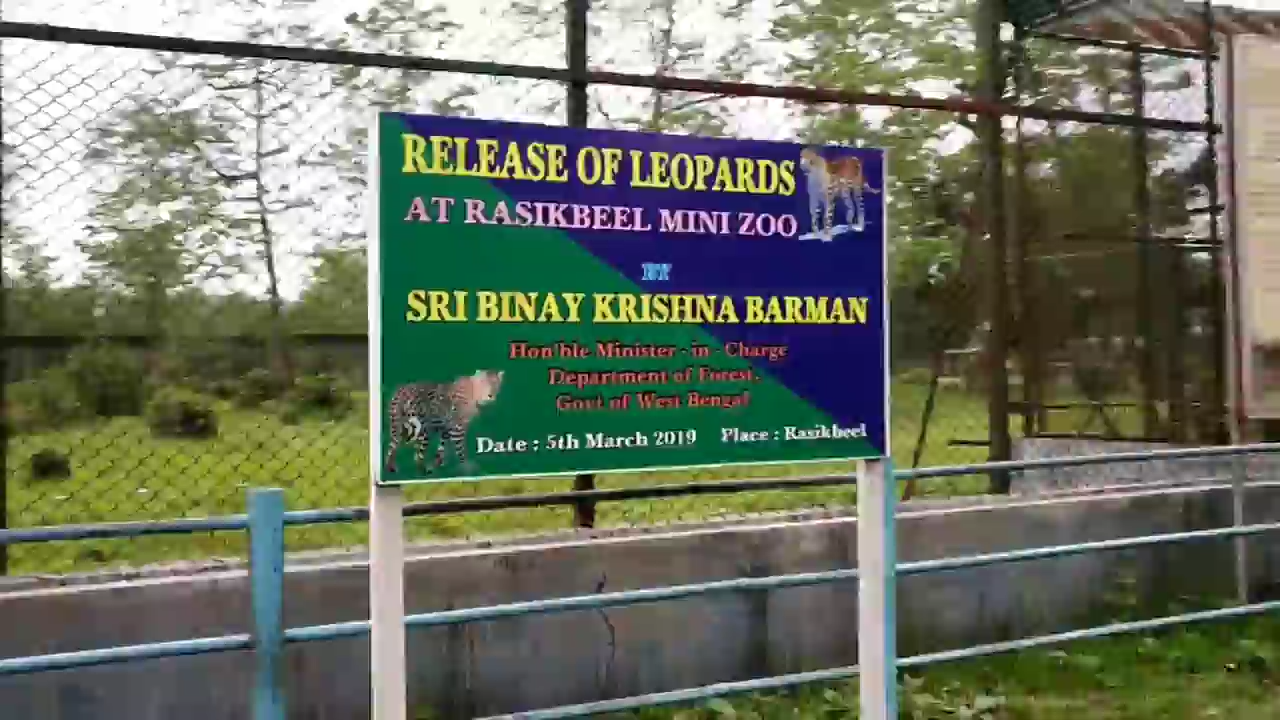 RELEASE OF LEOPARDS
AT RASIKBEEL MINI ZOO
BY
SRI BINAY KRISHNA BARMAN
Hon'ble Minister - in - Charge
Department of Forest,
Govt of West Bengal
Date : 5th March 2019 Place : Rasikbeel